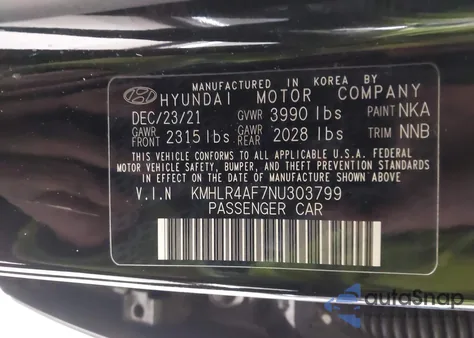 MANUFACTURED IN KOREA BY
HYUNDAI MOTOR COMPANY
DEC/23/21 GVWR 3990 lbs PAINT NKA
GAWR FRONT 2315 lbs GAWR REAR 2028 lbs TRIM NNB
THIS VEHICLE CONFORMS TO ALL APPLICABLE U.S.A. FEDERAL
MOTOR VEHICLE SAFETY, BUMPER, AND THEFT PREVENTION
STANDARDS IN EFFECT ON THE DATE OF MANUFACTURE SHOWN ABOVE.
V.I.N KMHLR4AF7NU303799
PASSENGER CAR
autoSnap